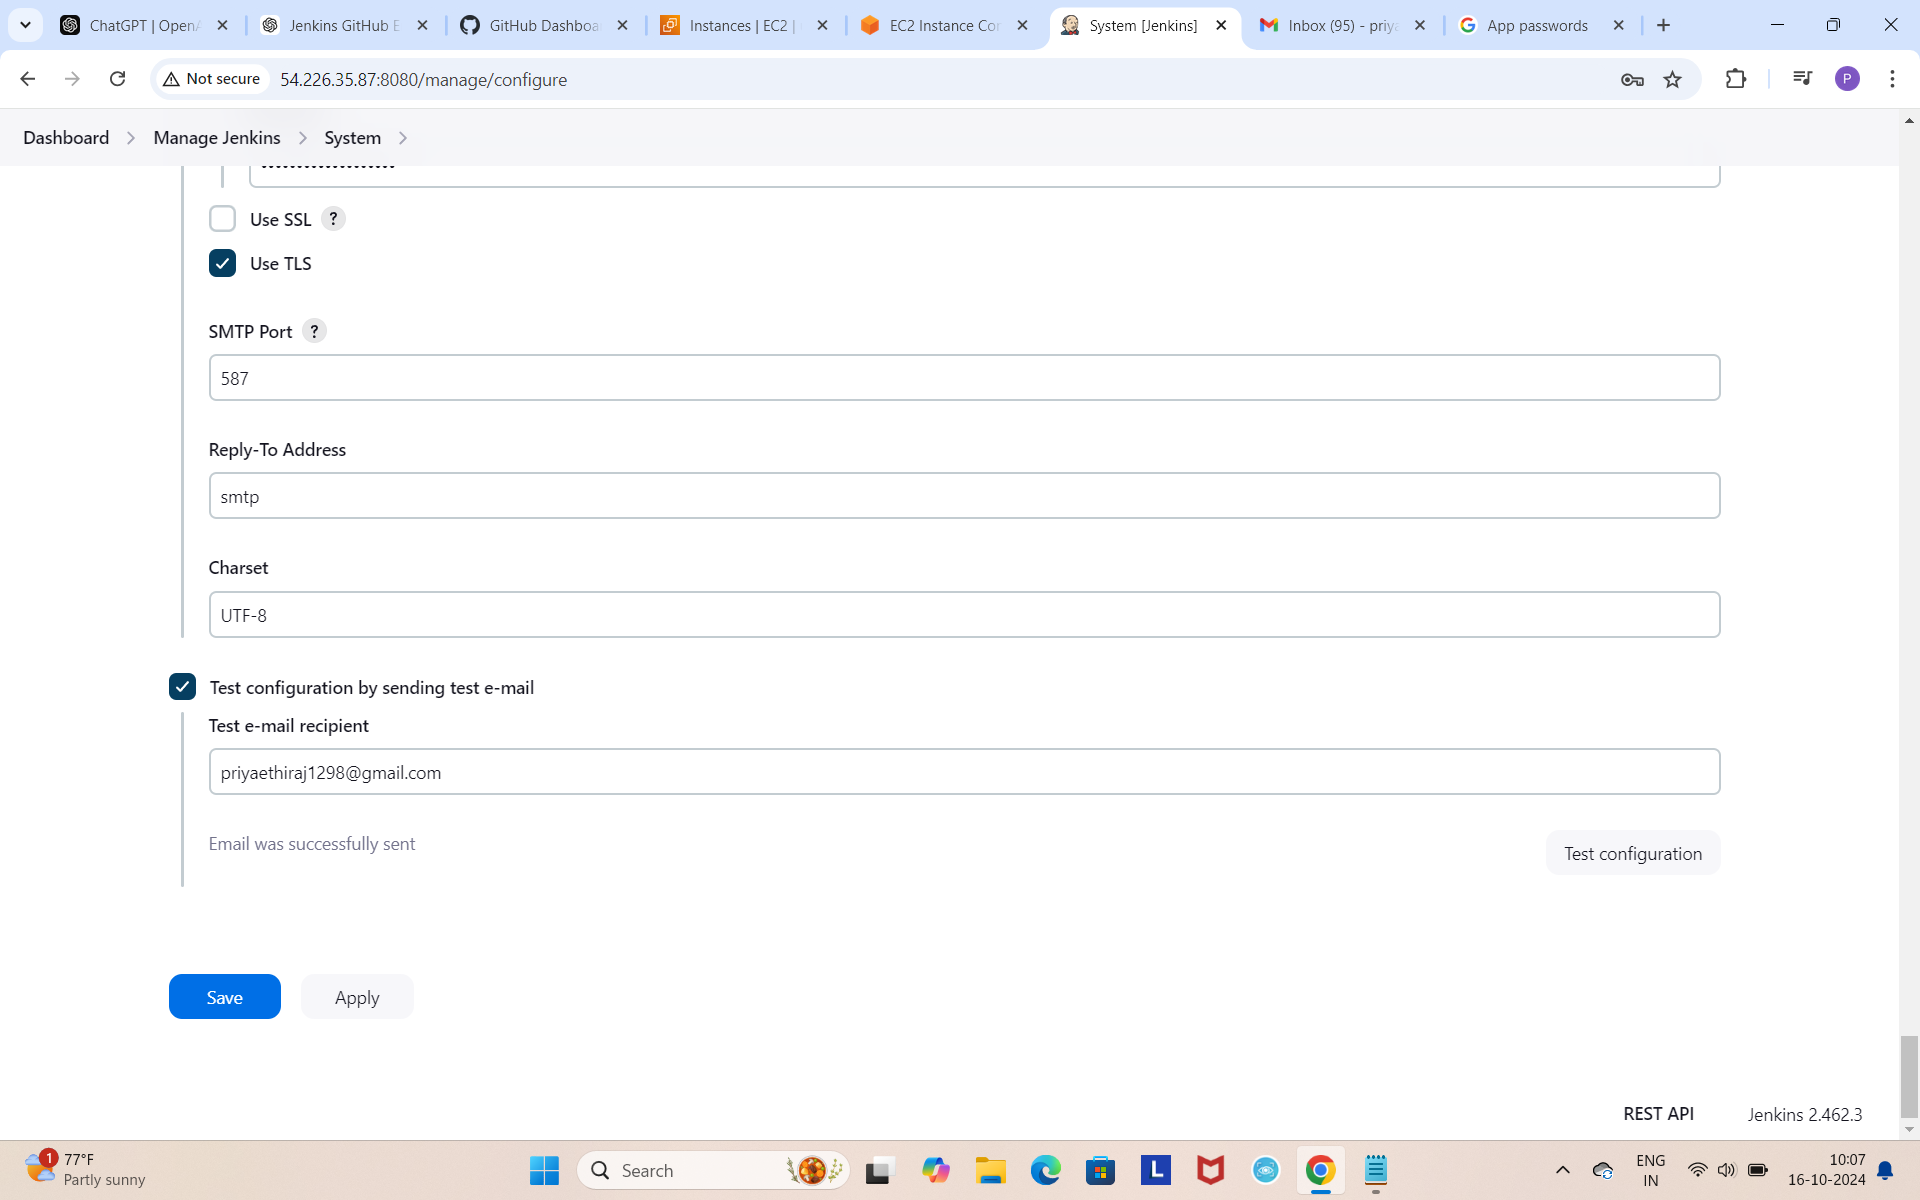 ChatGPT | OpenA
Jenkins GitHub E
GitHub Dashboa
Instances | EC2 |
EC2 Instance Con
System [Jenkins]
Inbox (95) - priya
App passwords
Not secure
54.226.35.87:8080/manage/configure
P
Dashboard
Manage Jenkins
System
Use SSL ?
Use TLS
SMTP Port ?
587
Reply-To Address
smtp
Charset
UTF-8
Test configuration by sending test e-mail
Test e-mail recipient
priyaethiraj1298@gmail.com
Email was successfully sent
Test configuration
Save
Apply
REST API
Jenkins 2.462.3
1
77°F
Partly sunny
Search
L
ENG
IN
10:07
16-10-2024